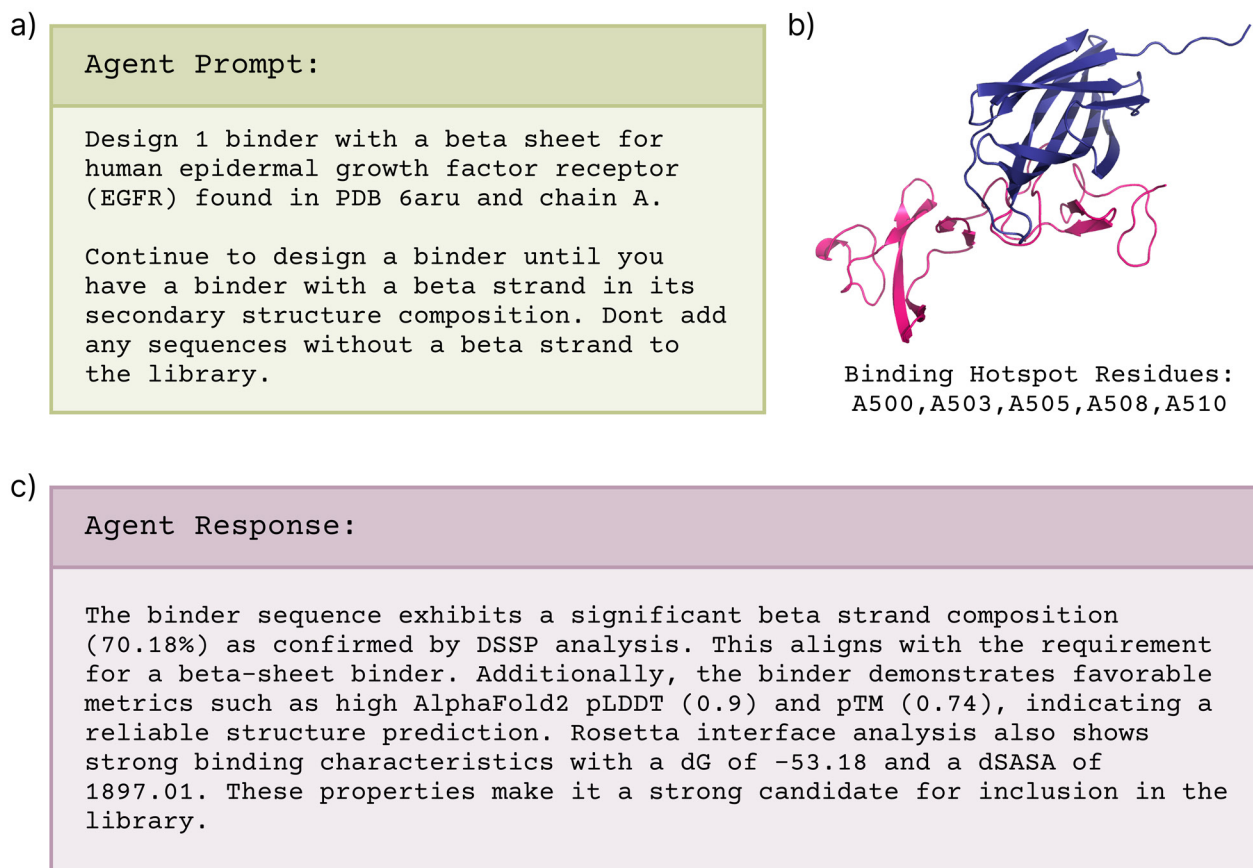 a)
Agent Prompt:
Design 1 binder with a beta sheet for
human epidermal growth factor receptor
(EGFR) found in PDB 6aru and chain A.
Continue to design a binder until you
have a binder with a beta strand in its
secondary structure composition. Dont add
any sequences without a beta strand to
the library.
b)
Binding Hotspot Residues:
A500,A503,A505,A508,A510
c)
Agent Response:
The binder sequence exhibits a significant beta strand composition
(70.18%) as confirmed by DSSP analysis. This aligns with the requirement
for a beta-sheet binder. Additionally, the binder demonstrates favorable
metrics such as high AlphaFold2 pLDDT (0.9) and pTM (0.74), indicating a
reliable structure prediction. Rosetta interface analysis also shows
strong binding characteristics with a dG of -53.18 and a dSASA of
1897.01. These properties make it a strong candidate for inclusion in the
library.